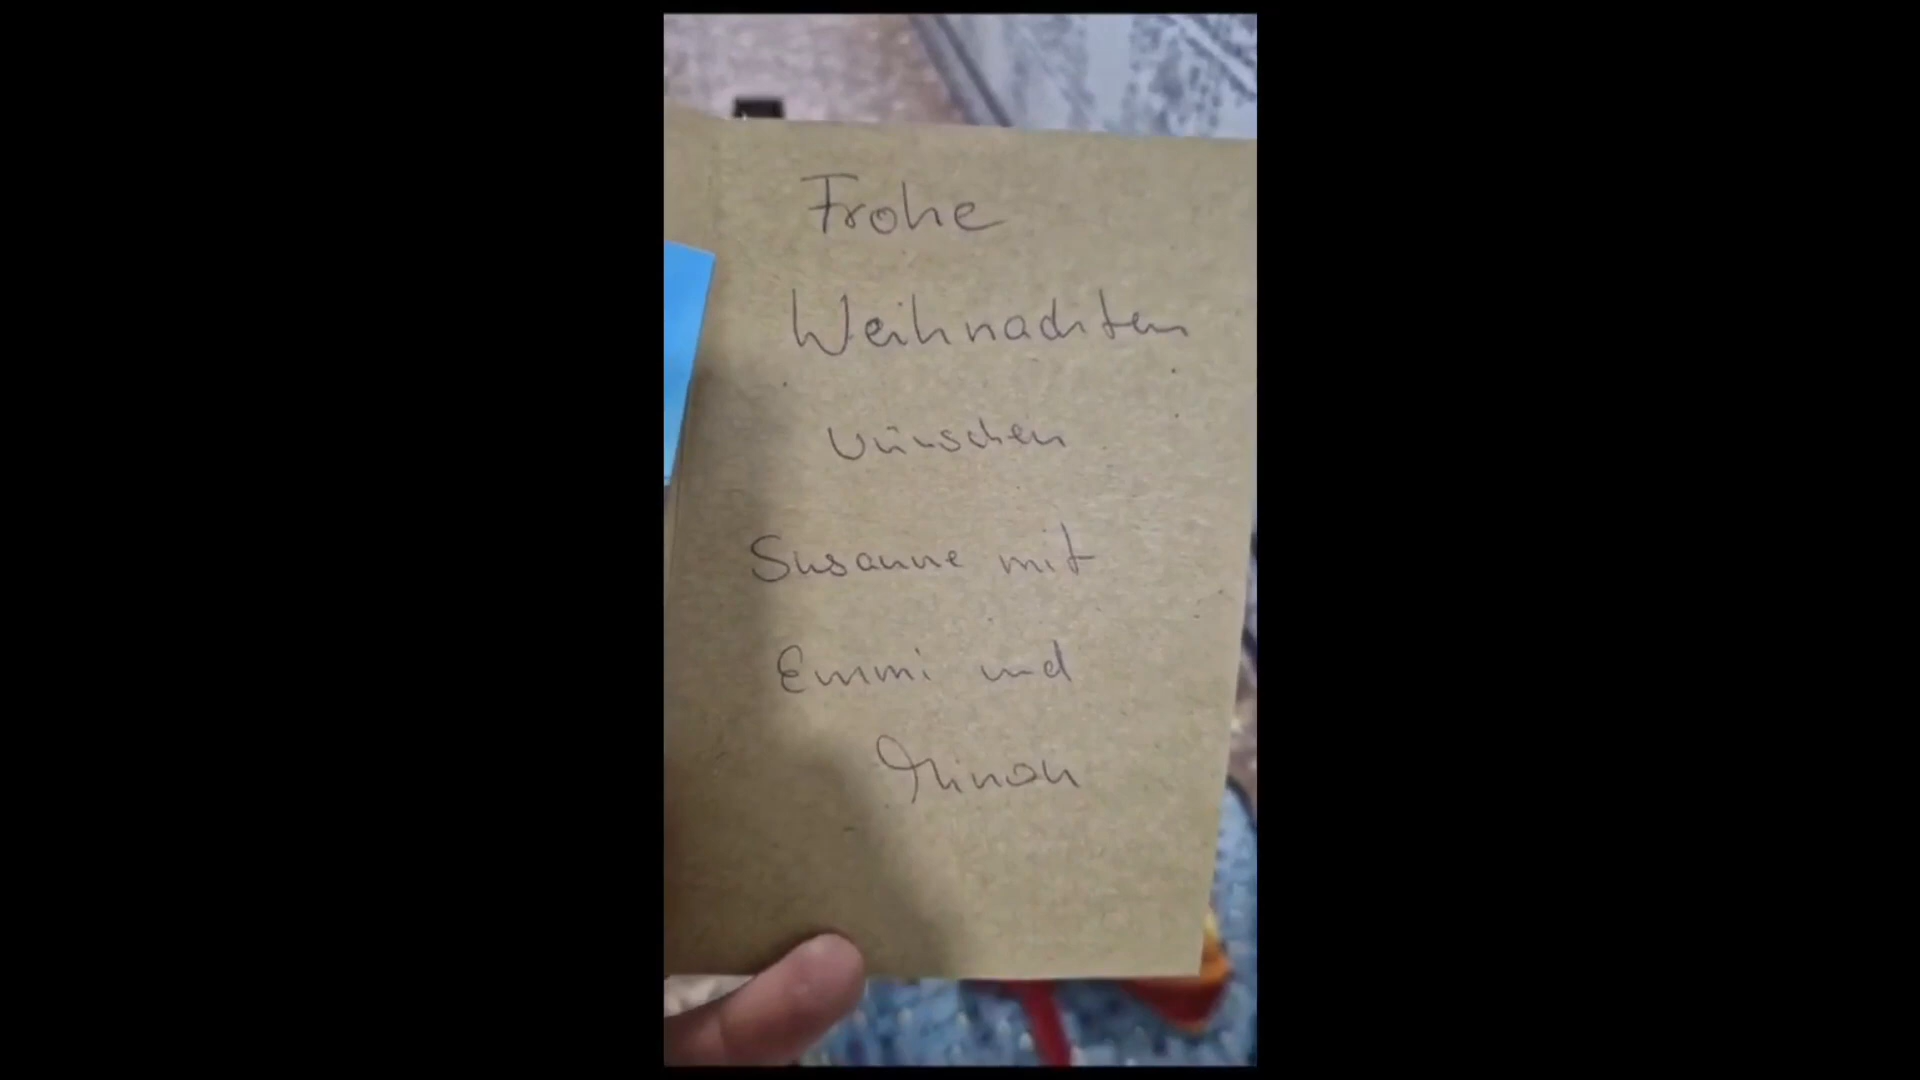 Frohe
Weihnachten
wünschen
Susanne mit
Emmi und